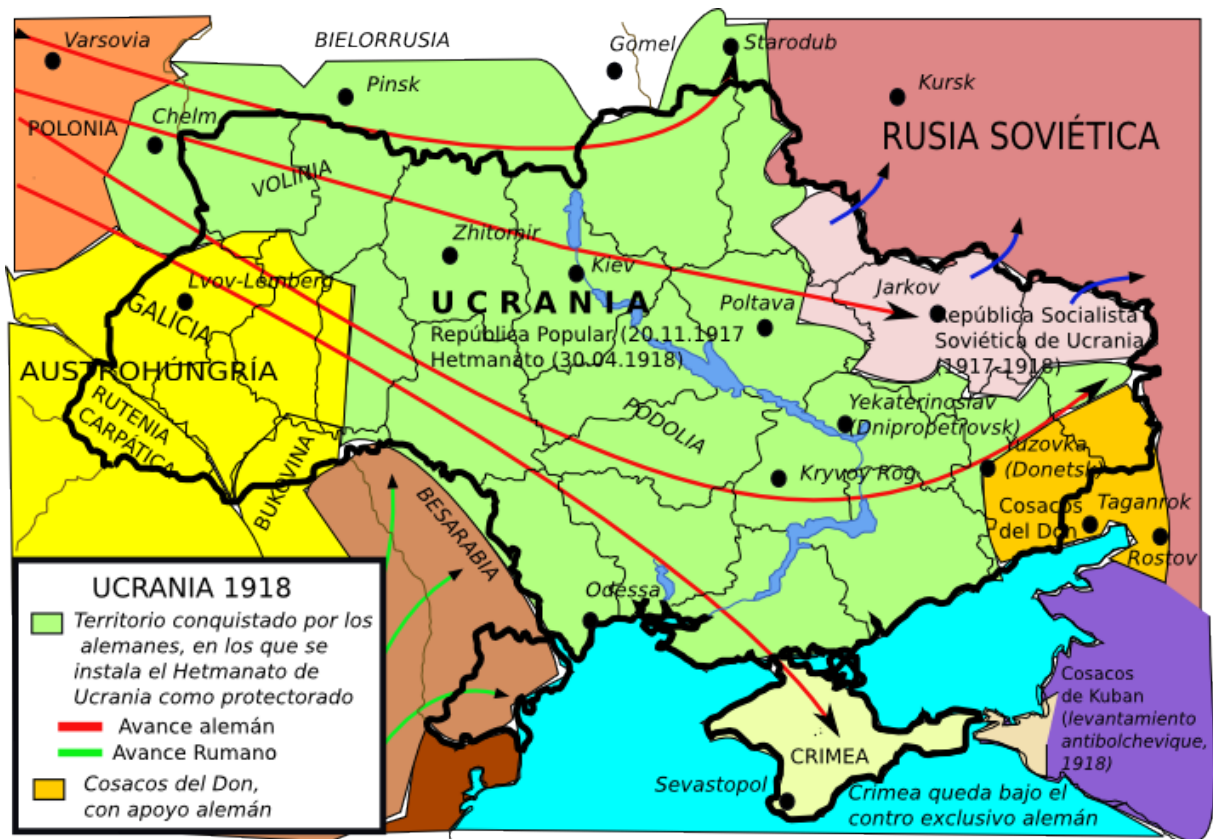 Varsovia
BIELORRUSIA
Gomel
Starodub
Pinsk
Kursk
Chelm
POLONIA
RUSIA SOVIÉTICA
VOLINIA
Zhitomir
Kiev
Lvov-Lemberg
GALICIA
UCRANIA
República Popular (20.11.1917
Hetmanato (30.04.1918)
Poltava
Jarkov
República Socialista
Soviética de Ucrania
(1917-1918)
AUSTROHÚNGRÍA
RUTENIA
CARPÁTICA
BUKOVINA
PODOLIA
Yekaterinoslav
(Dnipropetrovsk)
Yuzovka
(Donetsk)
Kryvoy Rog
Cosacos
del Don
Taganrok
Rostov
BESARABIA
Odessa
UCRANIA 1918
Territorio conquistado por los
alemanes, en los que se
instala el Hetmanato de
Ucrania como protectorado
Avance alemán
Avance Rumano
Cosacos del Don,
con apoyo alemán
CRIMEA
Sevastopol
Crimea queda bajo el
contro exclusivo alemán
Cosacos
de Kuban
(levantamiento
antibolchevique,
1918)